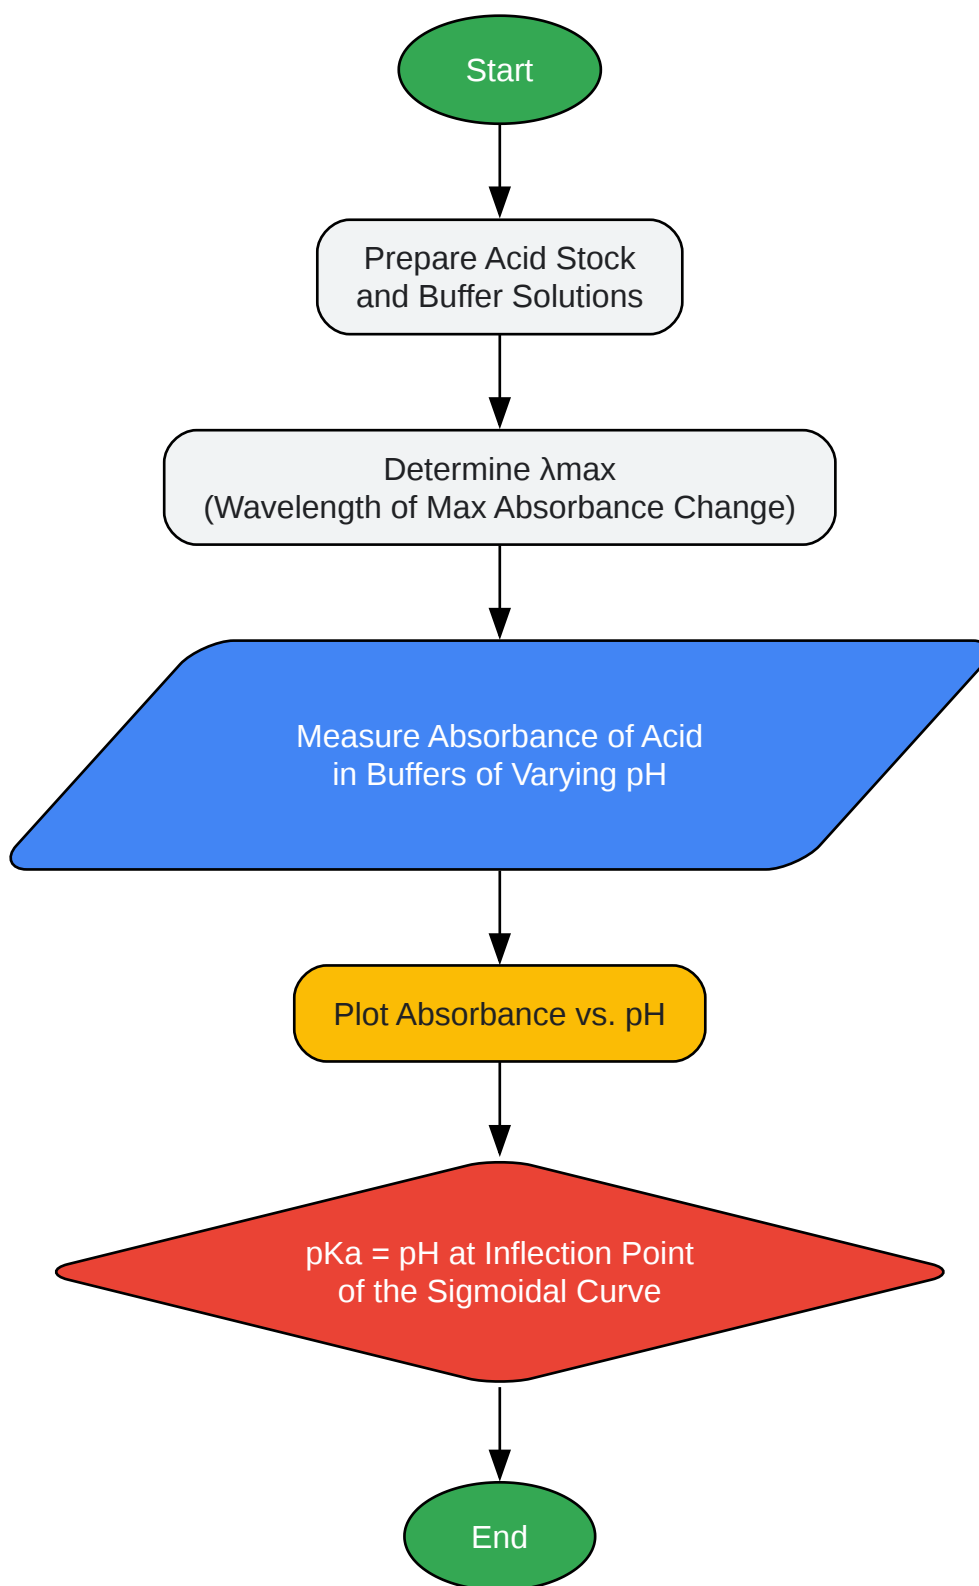 Start
Prepare Acid Stock
and Buffer Solutions
Determine λmax
(Wavelength of Max Absorbance Change)
Measure Absorbance of Acid
in Buffers of Varying pH
Plot Absorbance vs. pH
pKa = pH at Inflection Point
of the Sigmoidal Curve
End